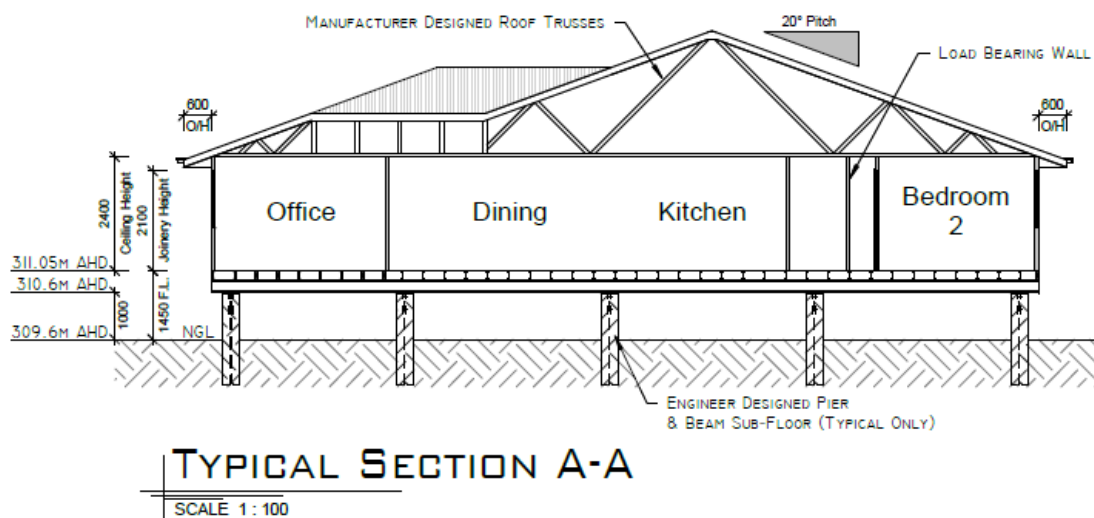 MANUFACTURER DESIGNED ROOF TRUSSES
20° Pitch
LOAD BEARING WALL
600
O/H
600
O/H
2400
Ceilling Height
2100
Joinery Height
Office
Dining
Kitchen
Bedroom
2
311.05M AHD
310.6M AHD
1000
1450 F.L.
309.6M AHD
NGL
ENGINEER DESIGNED PIER
& BEAM SUB-FLOOR (TYPICAL ONLY)
TYPICAL SECTION A-A
SCALE 1 : 100